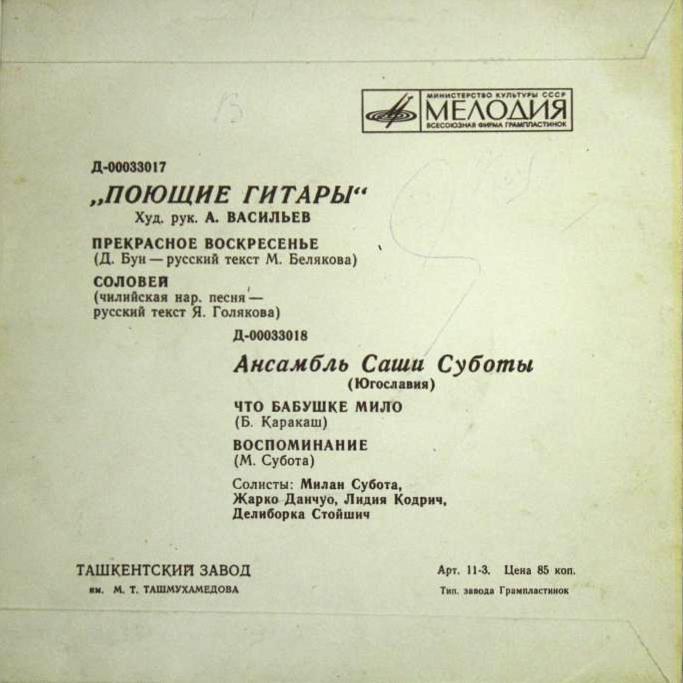 МИНИСТЕРСТВО КУЛЬТУРЫ СССР
МЕЛОДИЯ
ВСЕСОЮЗНАЯ ФИРМА ГРАМПЛАСТИНОК
Д-00033017
„ПОЮЩИЕ ГИТАРЫ“
Худ. рук. А. ВАСИЛЬЕВ
ПРЕКРАСНОЕ ВОСКРЕСЕНЬЕ
(Д. Бун — русский текст М. Белякова)
СОЛОВЕЙ
(чилийская нар. песня —
русский текст Я. Голякова)
Д-00033018
Ансамбль Саши Суботы
(Югославия)
ЧТО БАБУШКЕ МИЛО
(Б. Каракаш)
ВОСПОМИНАНИЕ
(М. Субота)
Солисты: Милан Субота,
Жарко Данчуо, Лидия Кодрич,
Делиборка Стойшич
ТАШКЕНТСКИЙ ЗАВОД
им. М. Т. ТАШМУХАМЕДОВА
Арт. 11-3. Цена 85 коп.
Тип. завода Грампластинок